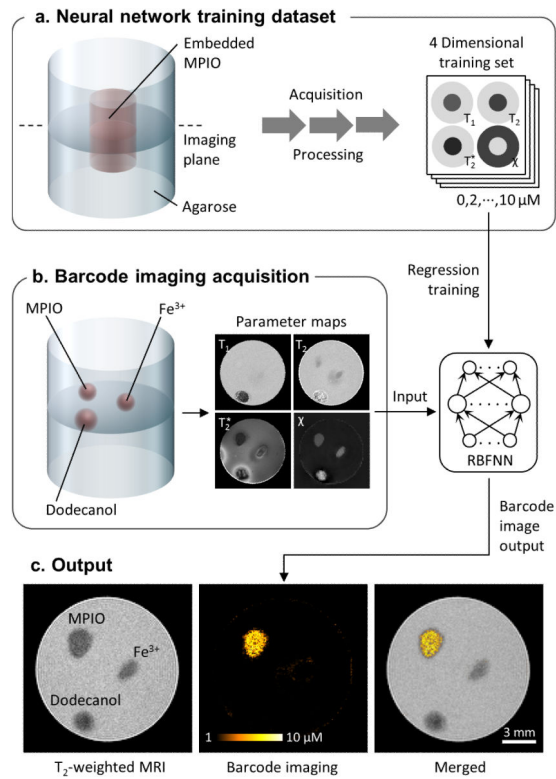 a. Neural network training dataset
Embedded
MPIO
Imaging
plane
Agarose
Acquisition
Processing
4 Dimensional
training set
T₁
T₂
T₂*
χ
0,2,⋯,10 μM
Regression
training
b. Barcode imaging acquisition
MPIO
Fe³⁺
Dodecanol
Parameter maps
T₁
T₂
T₂*
χ
Input
RBFNN
Barcode
image
output
c. Output
MPIO
Fe³⁺
Dodecanol
1 10 μM
3 mm
T₂-weighted MRI
Barcode imaging
Merged